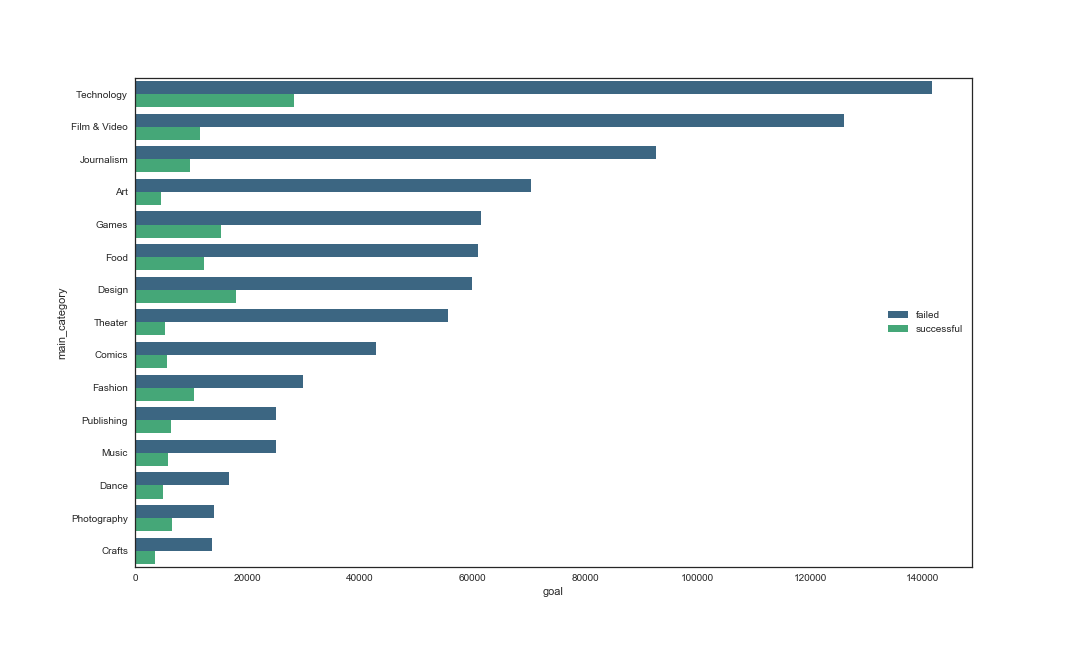 Technology
Film & Video
Journalism
Art
Games
Food
Design
Theater
Comics
Fashion
Publishing
Music
Dance
Photography
Crafts
main_category
failed
successful
0 20000 40000 60000 80000 100000 120000 140000
goal